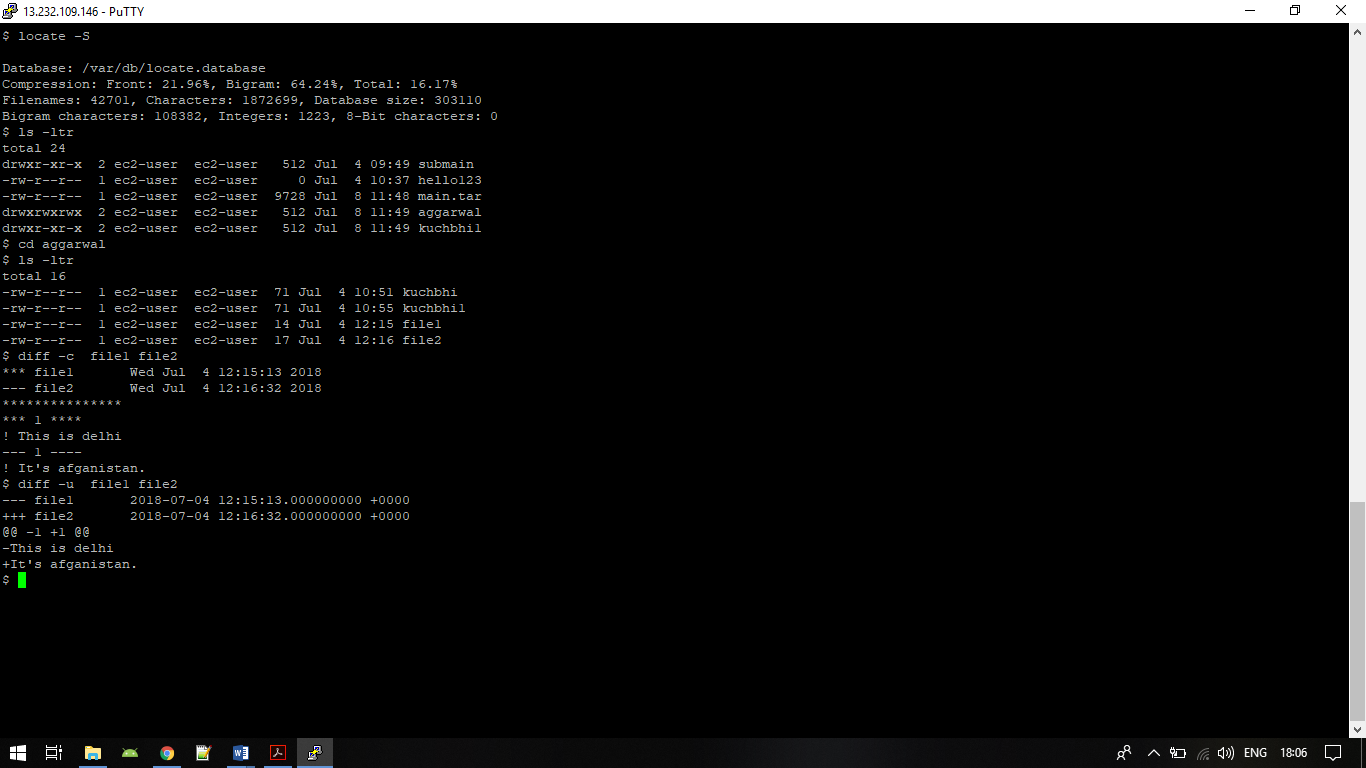 13.232.109.146 - PuTTY
$ locate -S
Database: /var/db/locate.database
Compression: Front: 21.96%, Bigram: 64.24%, Total: 16.17%
Filenames: 42701, Characters: 1872699, Database size: 303110
Bigram characters: 108382, Integers: 1223, 8-Bit characters: 0
$ ls -ltr
total 24
drwxr-xr-x  2 ec2-user  ec2-user   512 Jul  4 09:49 submain
-rw-r--r--  1 ec2-user  ec2-user     0 Jul  4 10:37 hello123
-rw-r--r--  1 ec2-user  ec2-user  9728 Jul  8 11:48 main.tar
drwxrwxrwx  2 ec2-user  ec2-user   512 Jul  8 11:49 aggarwal
drwxr-xr-x  2 ec2-user  ec2-user   512 Jul  8 11:49 kuchbhi1
$ cd aggarwal
$ ls -ltr
total 16
-rw-r--r--  1 ec2-user  ec2-user  71 Jul  4 10:51 kuchbhi
-rw-r--r--  1 ec2-user  ec2-user  71 Jul  4 10:55 kuchbhi1
-rw-r--r--  1 ec2-user  ec2-user  14 Jul  4 12:15 file1
-rw-r--r--  1 ec2-user  ec2-user  17 Jul  4 12:16 file2
$ diff -c  file1 file2
*** file1       Wed Jul  4 12:15:13 2018
--- file2       Wed Jul  4 12:16:32 2018
***************
*** 1 ****
! This is delhi
--- 1 ----
! It's afganistan.
$ diff -u  file1 file2
--- file1       2018-07-04 12:15:13.000000000 +0000
+++ file2       2018-07-04 12:16:32.000000000 +0000
@@ -1 +1 @@
-This is delhi
+It's afganistan.
$
ENG 18:06